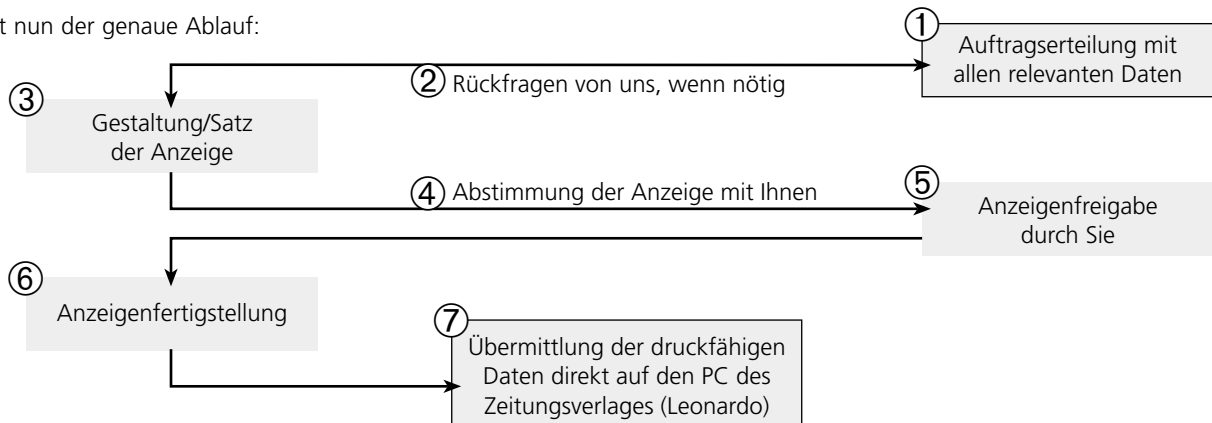 t nun der genaue Ablauf:
① Auftragserteilung mit
allen relevanten Daten
② Rückfragen von uns, wenn nötig
③ Gestaltung/Satz
der Anzeige
④ Abstimmung der Anzeige mit Ihnen
⑤ Anzeigenfreigabe
durch Sie
⑥ Anzeigenfertigstellung
⑦ Übermittlung der druckfähigen
Daten direkt auf den PC des
Zeitungsverlages (Leonardo)